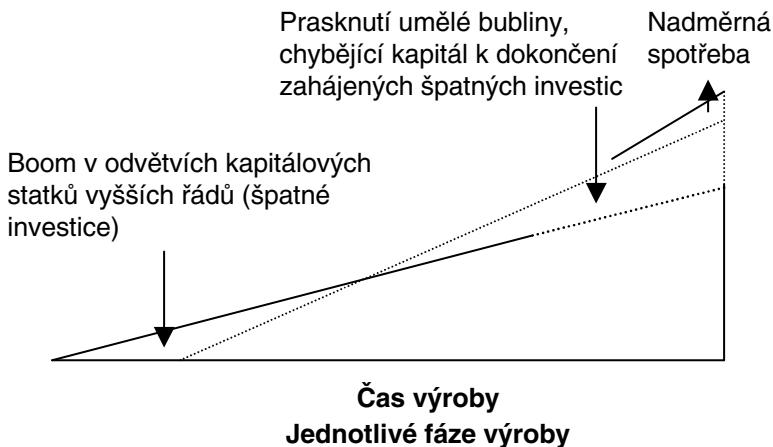 Prasknutí umělé bubliny,
chybějící kapitál k dokončení
zahájených špatných investic
Nadměrná
spotřeba
Boom v odvětvích kapitálových
statků vyšších řádů (špatné
investice)
Čas výroby
Jednotlivé fáze výroby